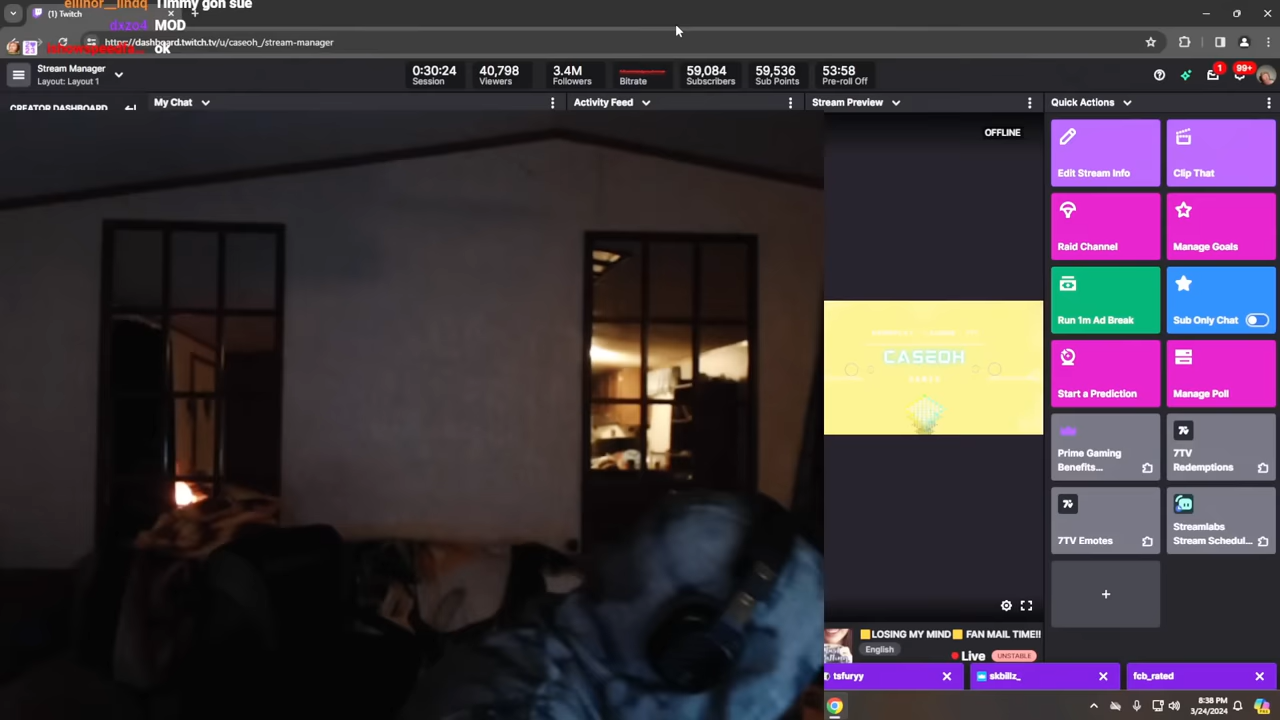 ellinor__lindq Timmy gon sue
dxzo4 MOD
ok
(1) Twitch
https://dashboard.twitch.tv/u/caseoh_/stream-manager
Stream Manager
Layout: Layout 1
0:30:24
Session
40,798
Viewers
3.4M
Followers
Bitrate
59,084
Subscribers
59,536
Sub Points
53:58
Pre-roll Off
1
99+
CREATOR DASHBOARD
My Chat
Activity Feed
Stream Preview
Quick Actions
OFFLINE
CASEOH
Edit Stream Info
Clip That
Raid Channel
Manage Goals
Run 1m Ad Break
Sub Only Chat
Start a Prediction
Manage Poll
Prime Gaming
Benefits...
7TV
Redemptions
7TV Emotes
Streamlabs
Stream Schedul...
LOSING MY MIND FAN MAIL TIME!!
English
Live UNSTABLE
tsfuryy
skbillz_
fcb_rated
8:38 PM
3/24/2024